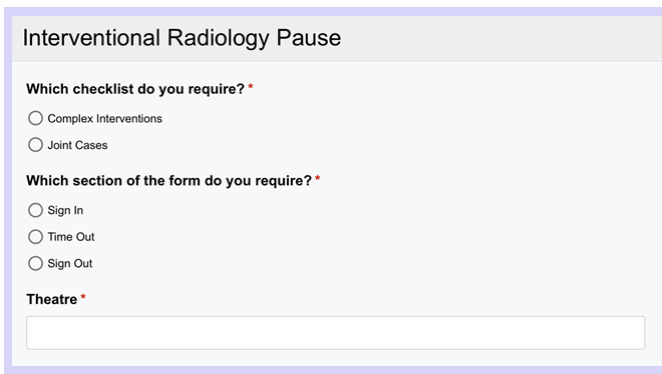 Interventional Radiology Pause
Which checklist do you require? *
Complex Interventions
Joint Cases
Which section of the form do you require? *
Sign In
Time Out
Sign Out
Theatre *